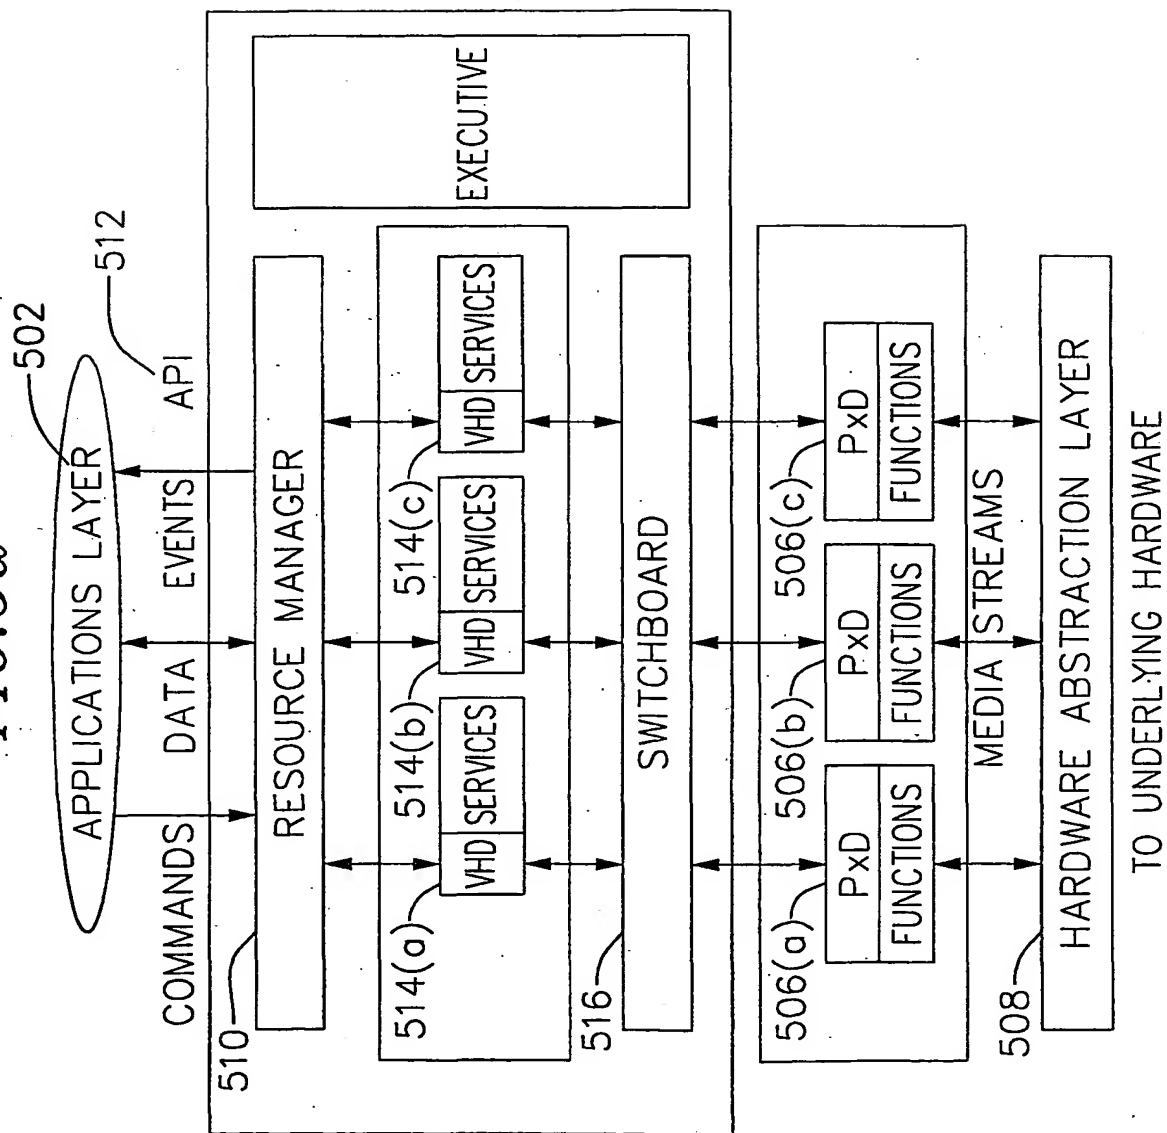 502
APPLICATIONS LAYER
512
COMMANDS
DATA
EVENTS
API
510
RESOURCE MANAGER
EXECUTIVE
514(a)
VHD
SERVICES
514(b)
VHD
SERVICES
514(c)
VHD
SERVICES
516
SWITCHBOARD
506(a)
PxD
FUNCTIONS
506(b)
PxD
FUNCTIONS
506(c)
PxD
FUNCTIONS
MEDIA STREAMS
508
HARDWARE ABSTRACTION LAYER
TO UNDERLYING HARDWARE